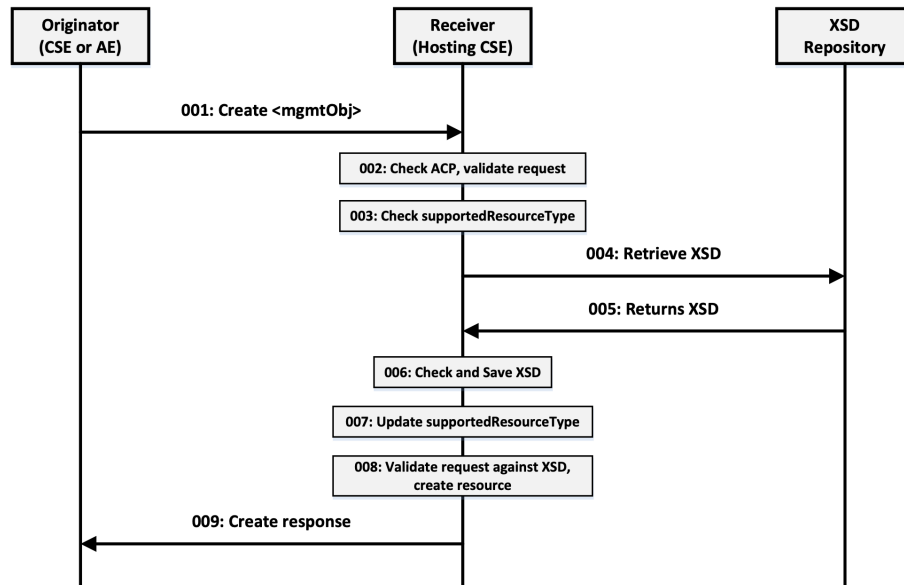 Originator
(CSE or AE)
Receiver
(Hosting CSE)
XSD
Repository
001: Create <mgmtObj>
002: Check ACP, validate request
003: Check supportedResourceType
004: Retrieve XSD
005: Returns XSD
006: Check and Save XSD
007: Update supportedResourceType
008: Validate request against XSD,
create resource
009: Create response